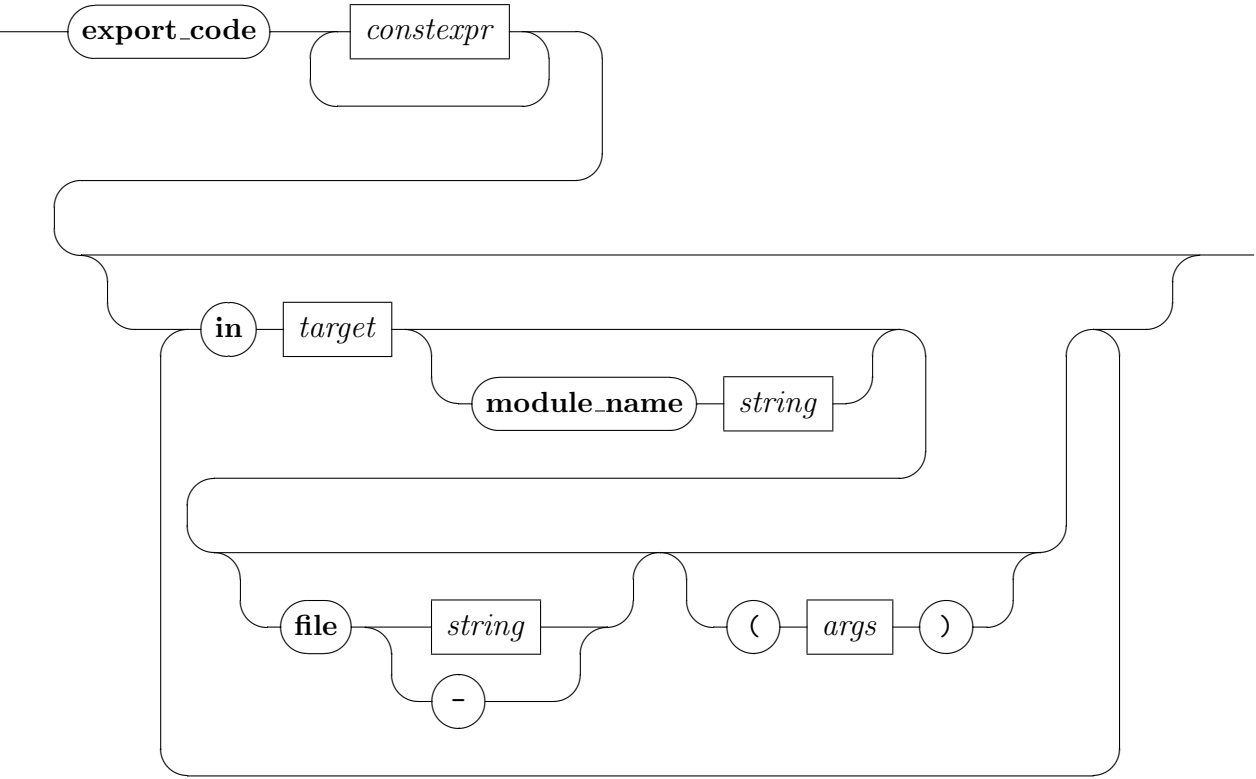 export_code constexpr
in target
module_name string
file string ( args )
-